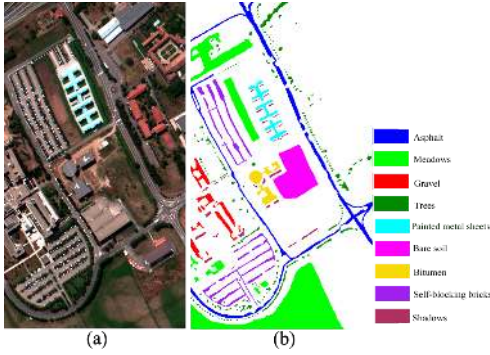 Asphalt
Meadows
Gravel
Trees
Painted metal sheets
Bare soil
Bitumen
Self-blocking bricks
Shadows
(a) (b)